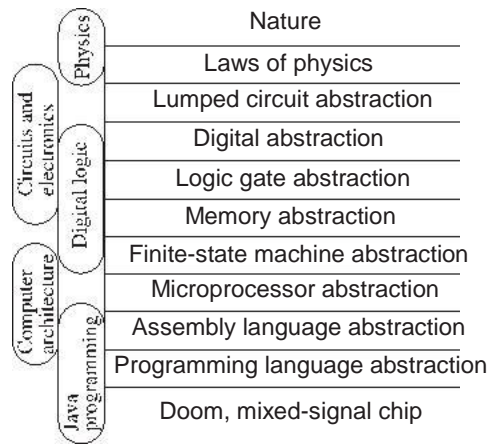 Nature
Physics
Laws of physics
Lumped circuit abstraction
Circuits and
electronics
Digital abstraction
Logic gate abstraction
Digital logic
Memory abstraction
Finite-state machine abstraction
Computer
architecture
Microprocessor abstraction
Assembly language abstraction
Java
programming
Programming language abstraction
Doom, mixed-signal chip